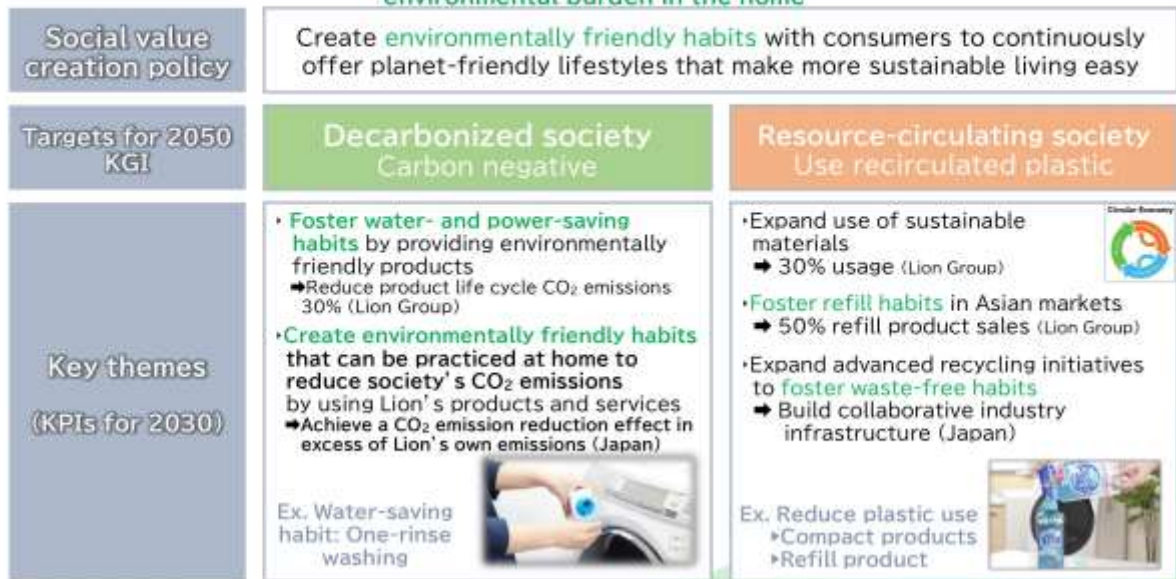 environmental burden in the home
Social value
creation policy
Create environmentally friendly habits with consumers to continuously
offer planet-friendly lifestyles that make more sustainable living easy
Targets for 2050
KGI
Decarbonized society
Carbon negative
Resource-circulating society
Use recirculated plastic
Key themes
(KPIs for 2030)
・Foster water- and power-saving
habits by providing environmentally
friendly products
➡Reduce product life cycle CO₂ emissions
30% (Lion Group)
・Create environmentally friendly habits
that can be practiced at home to
reduce society's CO₂ emissions
by using Lion's products and services
➡Achieve a CO₂ emission reduction effect in
excess of Lion's own emissions (Japan)
Ex. Water-saving
habit: One-rinse
washing
・Expand use of sustainable
materials
➡ 30% usage (Lion Group)
Circular Economy
・Foster refill habits in Asian markets
➡ 50% refill product sales (Lion Group)
・Expand advanced recycling initiatives
to foster waste-free habits
➡ Build collaborative industry
infrastructure (Japan)
Ex. Reduce plastic use
▸Compact products
▸Refill product